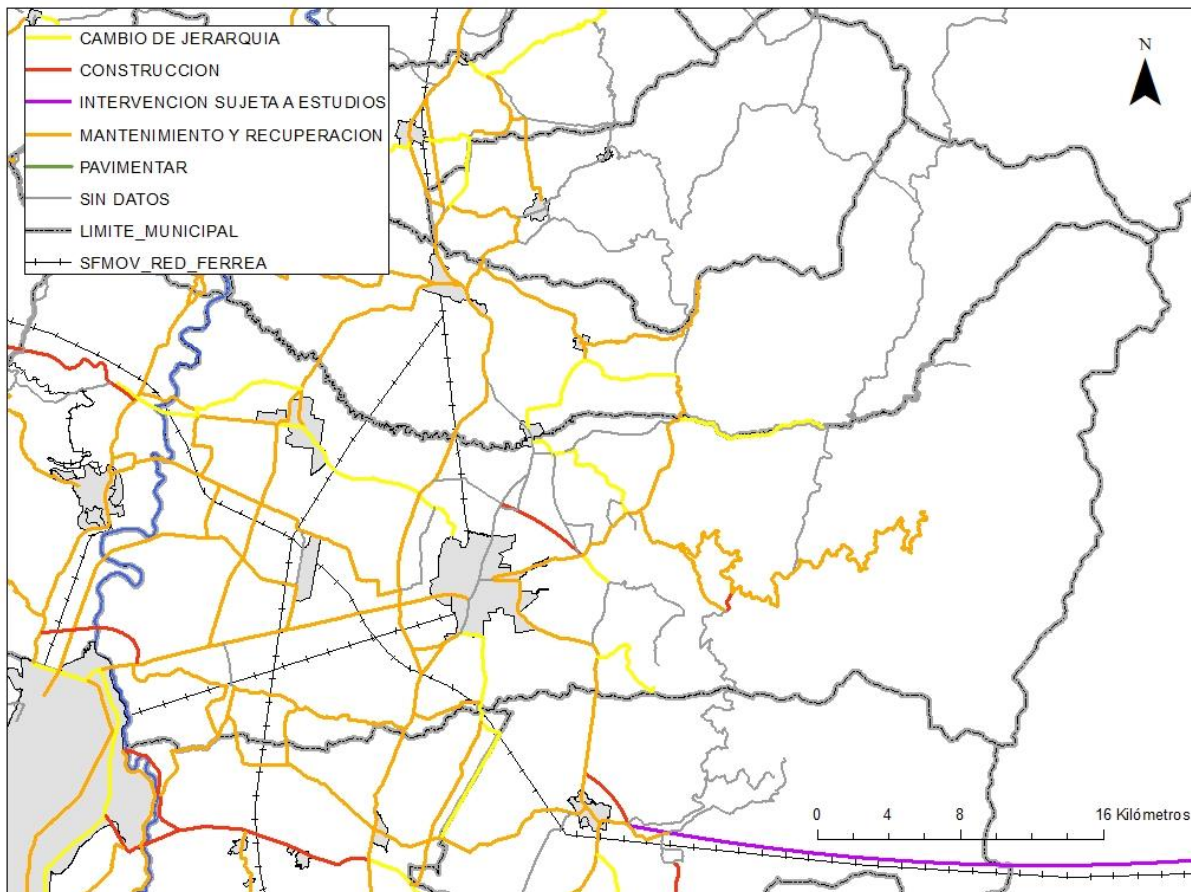 CAMBIO DE JERARQUIA
CONSTRUCCION
INTERVENCION SUJETA A ESTUDIOS
MANTENIMIENTO Y RECUPERACION
PAVIMENTAR
SIN DATOS
LIMITE_MUNICIPAL
SFMOV_RED_FERREA
N
0 4 8 16 Kilómetros